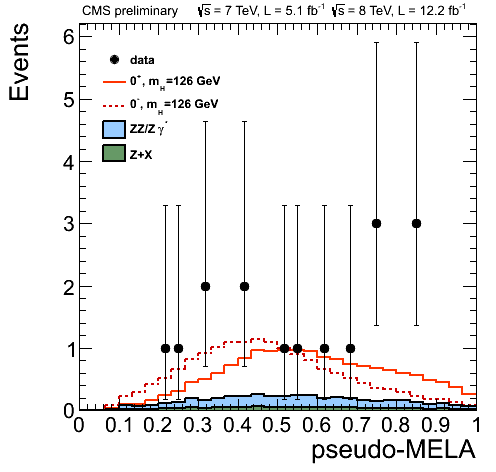 CMS preliminary √s = 7 TeV, L = 5.1 fb⁻¹ √s = 8 TeV, L = 12.2 fb⁻¹
Events
6
5
4
3
2
1
0
data
0⁺, m_H=126 GeV
0⁻, m_H=126 GeV
ZZ/Z γ*
Z+X
0 0.1 0.2 0.3 0.4 0.5 0.6 0.7 0.8 0.9 1
pseudo-MELA